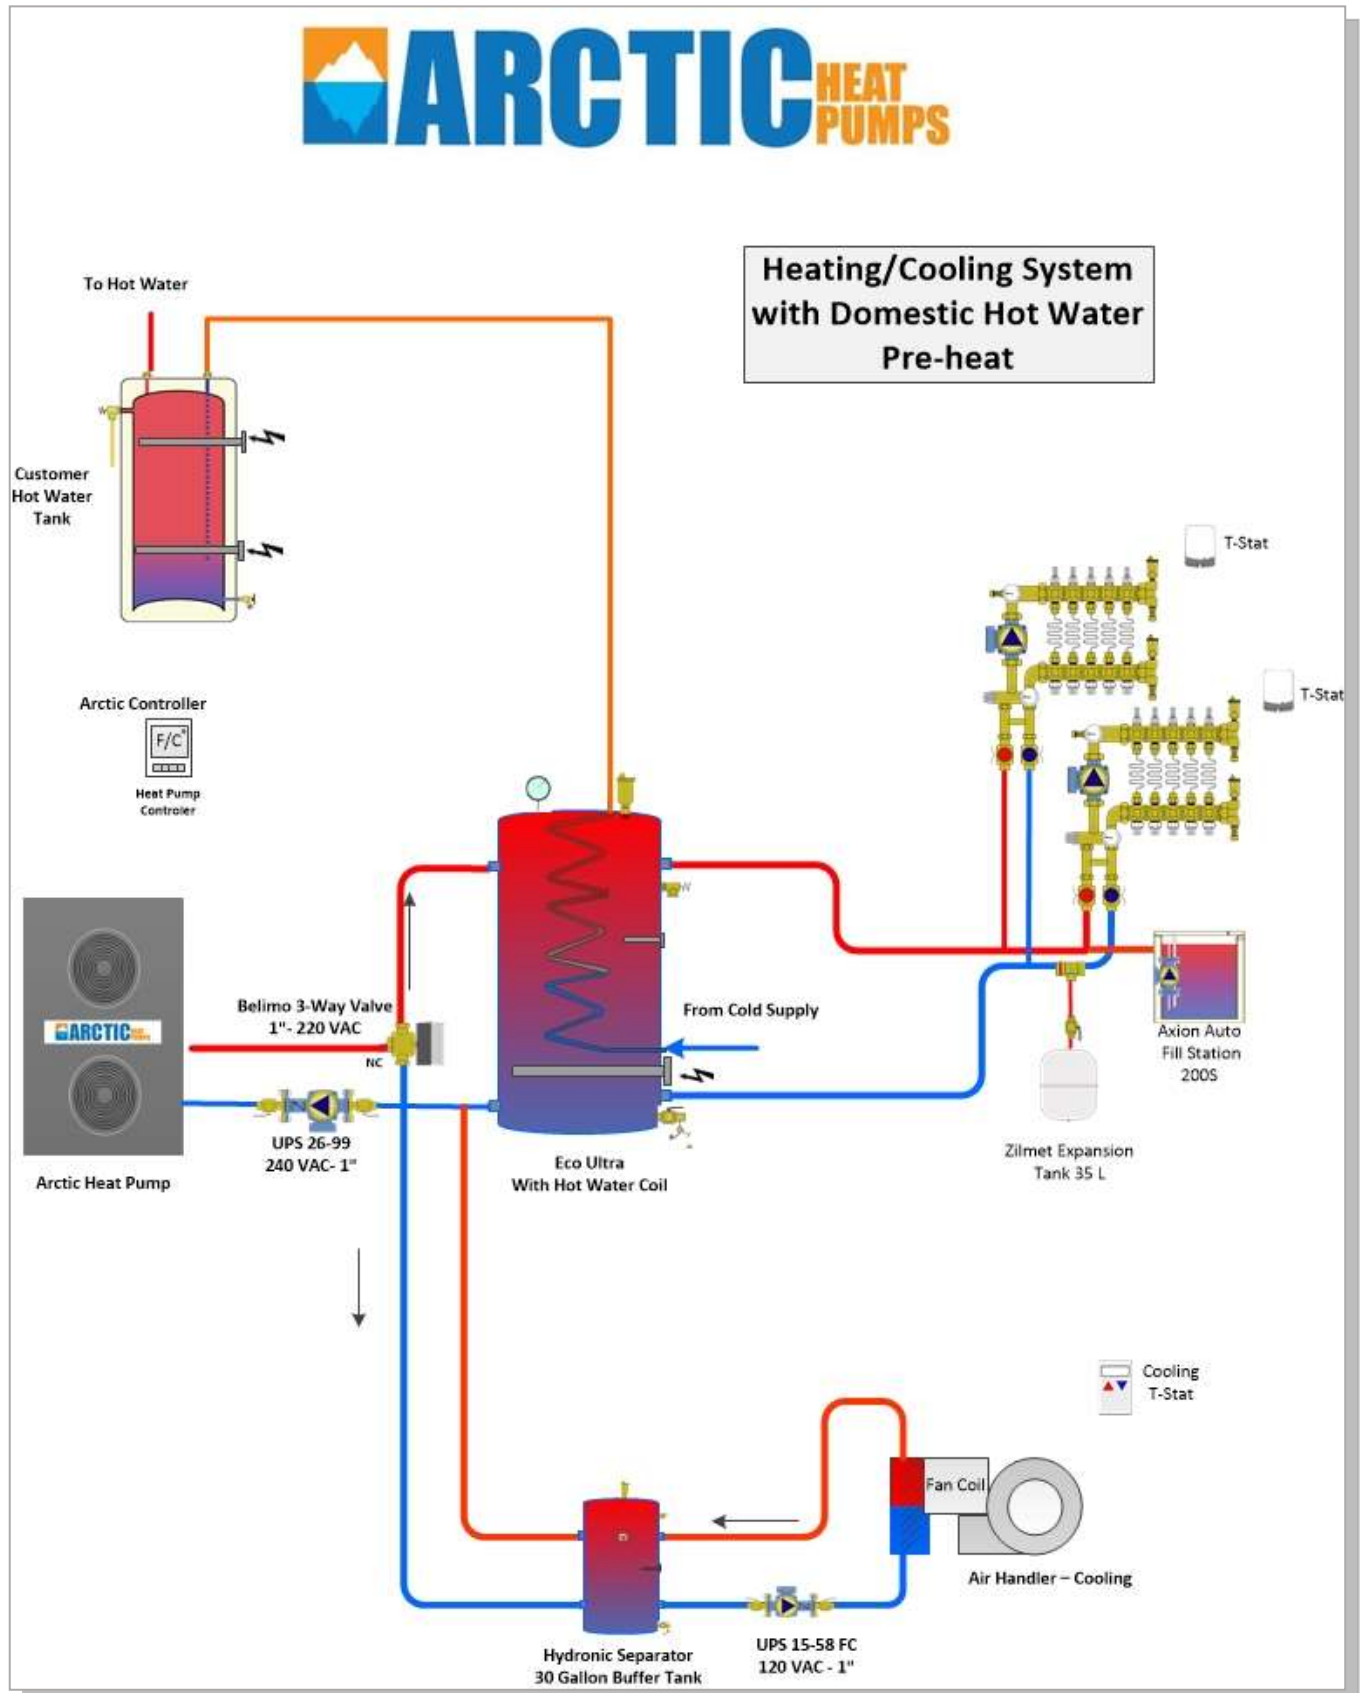 ARCTIC HEAT PUMPS
Heating/Cooling System
with Domestic Hot Water
Pre-heat
To Hot Water
Customer
Hot Water
Tank
T-Stat
T-Stat
Arctic Controller
F/C°
Heat Pump
Controler
Belimo 3-Way Valve
1"- 220 VAC
NC
From Cold Supply
ARCTIC HEAT PUMPS
Axion Auto
Fill Station
200S
UPS 26-99
240 VAC- 1"
Arctic Heat Pump
Eco Ultra
With Hot Water Coil
Zilmet Expansion
Tank 35 L
Cooling
T-Stat
Fan Coil
Air Handler – Cooling
Hydronic Separator
30 Gallon Buffer Tank
UPS 15-58 FC
120 VAC - 1"